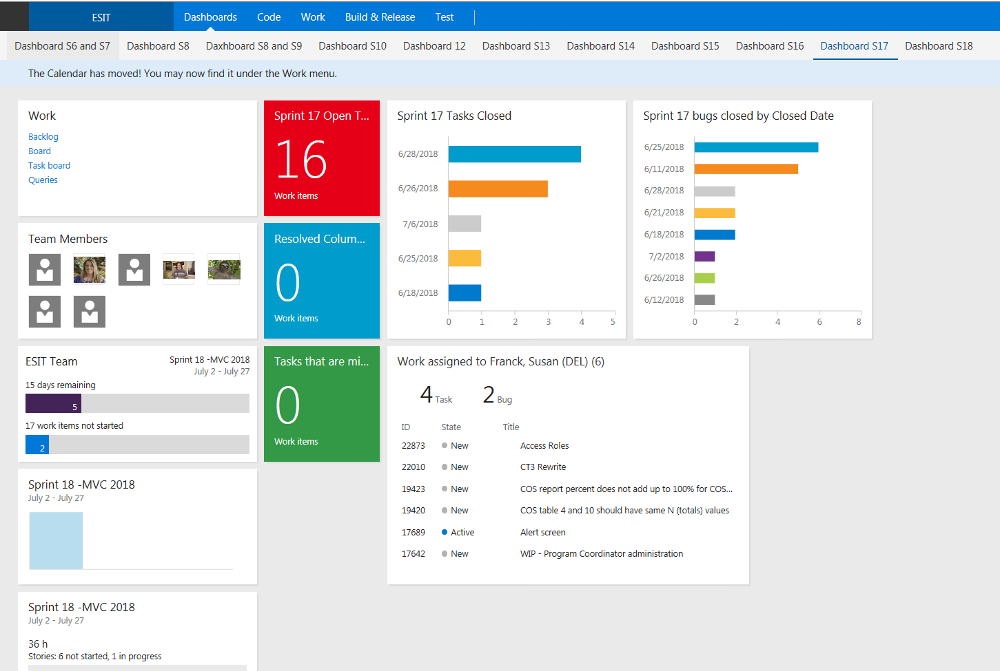 ESIT
Dashboards Code Work Build & Release Test
Dashboard S6 and S7 Dashboard S8 Daxhboard S8 and S9 Dashboard S10 Dashboard 12 Dashboard S13 Dashboard S14 Dashboard S15 Dashboard S16 Dashboard S17 Dashboard S18
The Calendar has moved! You may now find it under the Work menu.
Work
Backlog
Board
Task board
Queries
Sprint 17 Open T...
16
Work items
Sprint 17 Tasks Closed
6/28/2018
6/26/2018
7/6/2018
6/25/2018
6/18/2018
0 1 2 3 4 5
Sprint 17 bugs closed by Closed Date
6/25/2018
6/11/2018
6/28/2018
6/21/2018
6/18/2018
7/2/2018
6/26/2018
6/12/2018
0 2 4 6 8
Team Members
Resolved Colum...
0
Work items
ESIT Team
Sprint 18 -MVC 2018
July 2 - July 27
15 days remaining
5
17 work items not started
2
Tasks that are mi...
0
Work items
Work assigned to Franck, Susan (DEL) (6)
4 Task 2 Bug
ID State Title
22873 New Access Roles
22010 New CT3 Rewrite
19423 New COS report percent does not add up to 100% for COS...
19420 New COS table 4 and 10 should have same N (totals) values
17689 Active Alert screen
17642 New WIP - Program Coordinator administration
Sprint 18 -MVC 2018
July 2 - July 27
Sprint 18 -MVC 2018
July 2 - July 27
36 h
Stories: 6 not started, 1 in progress